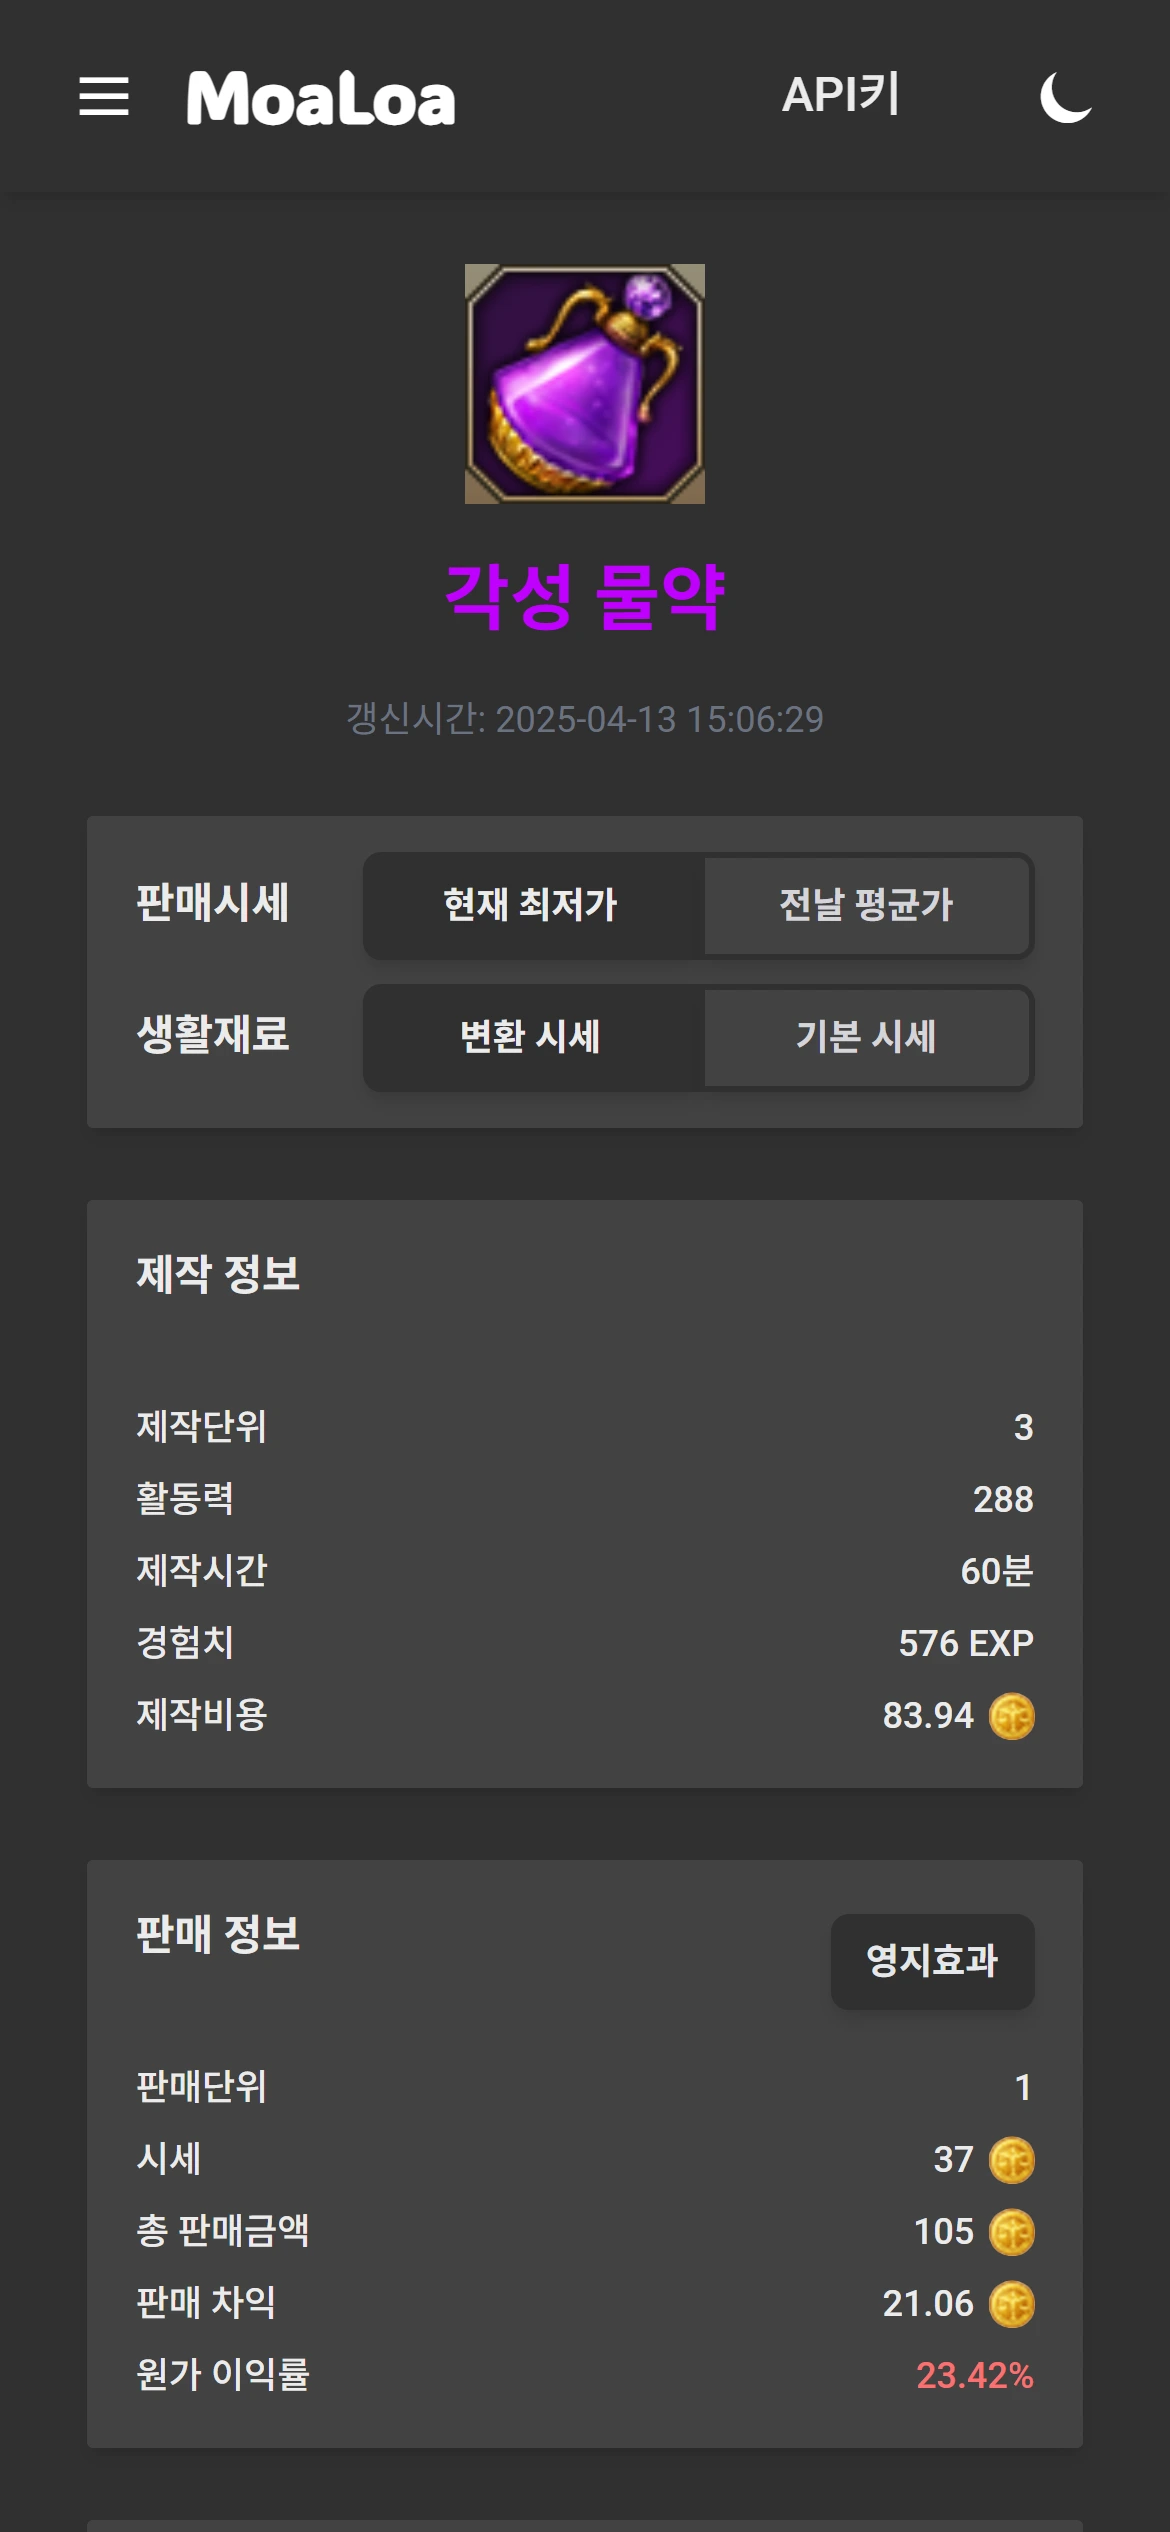 MoaLoa API키
각성 물약
갱신시간: 2025-04-13 15:06:29
판매시세 현재 최저가 전날 평균가
생활재료 변환 시세 기본 시세
제작 정보
제작단위 3
활동력 288
제작시간 60분
경험치 576 EXP
제작비용 83.94
판매 정보 영지효과
판매단위 1
시세 37
총 판매금액 105
판매 차익 21.06
원가 이익률 23.42%